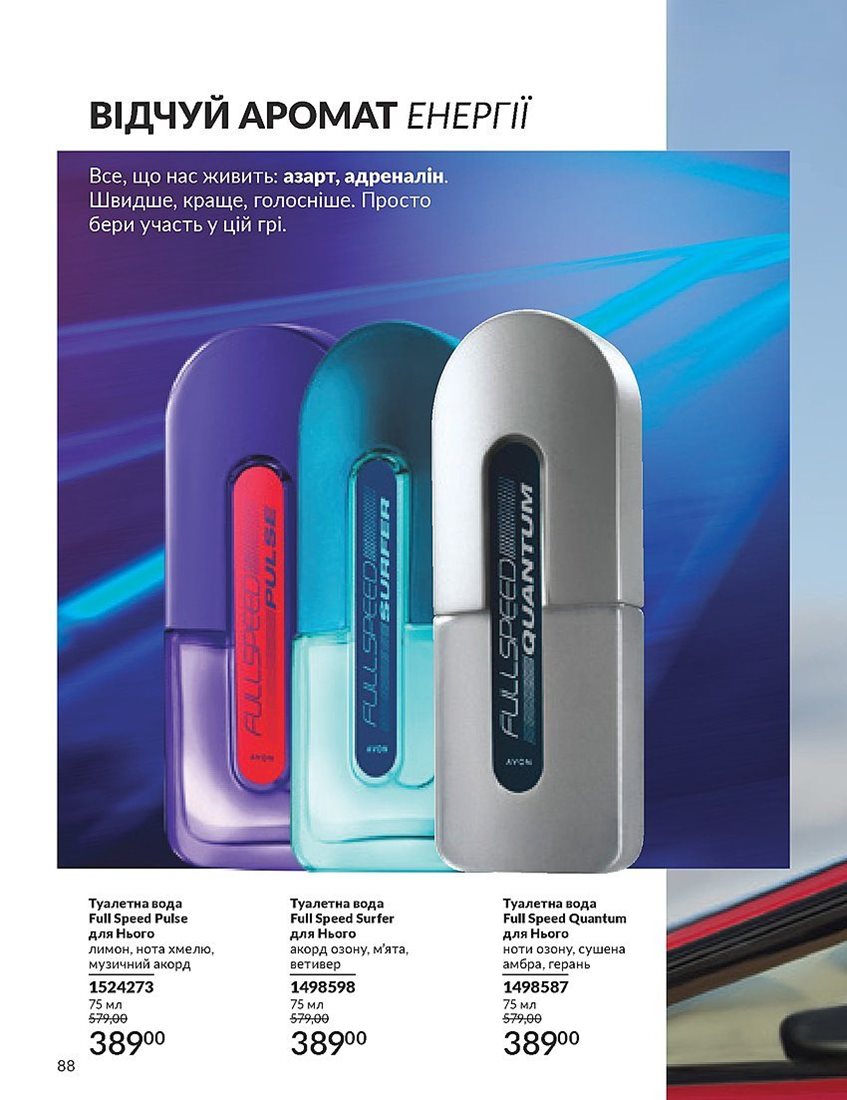 ВІДЧУЙ АРОМАТ ЕНЕРГІЇ
Все, що нас живить: азарт, адреналін.
Швидше, краще, голосніше. Просто
бери участь у цій грі.
FULL SPEED
PULSE
AVON
FULL SPEED
SURFER
AVON
FULL SPEED
QUANTUM
AVON
Туалетна вода
Full Speed Pulse
для Нього
лимон, нота хмелю,
музичний акорд
1524273
75 мл
579,00
38900
Туалетна вода
Full Speed Surfer
для Нього
акорд озону, м'ята,
ветивер
1498598
75 мл
579,00
38900
Туалетна вода
Full Speed Quantum
для Нього
ноти озону, сушена
амбра, герань
1498587
75 мл
579,00
38900
88